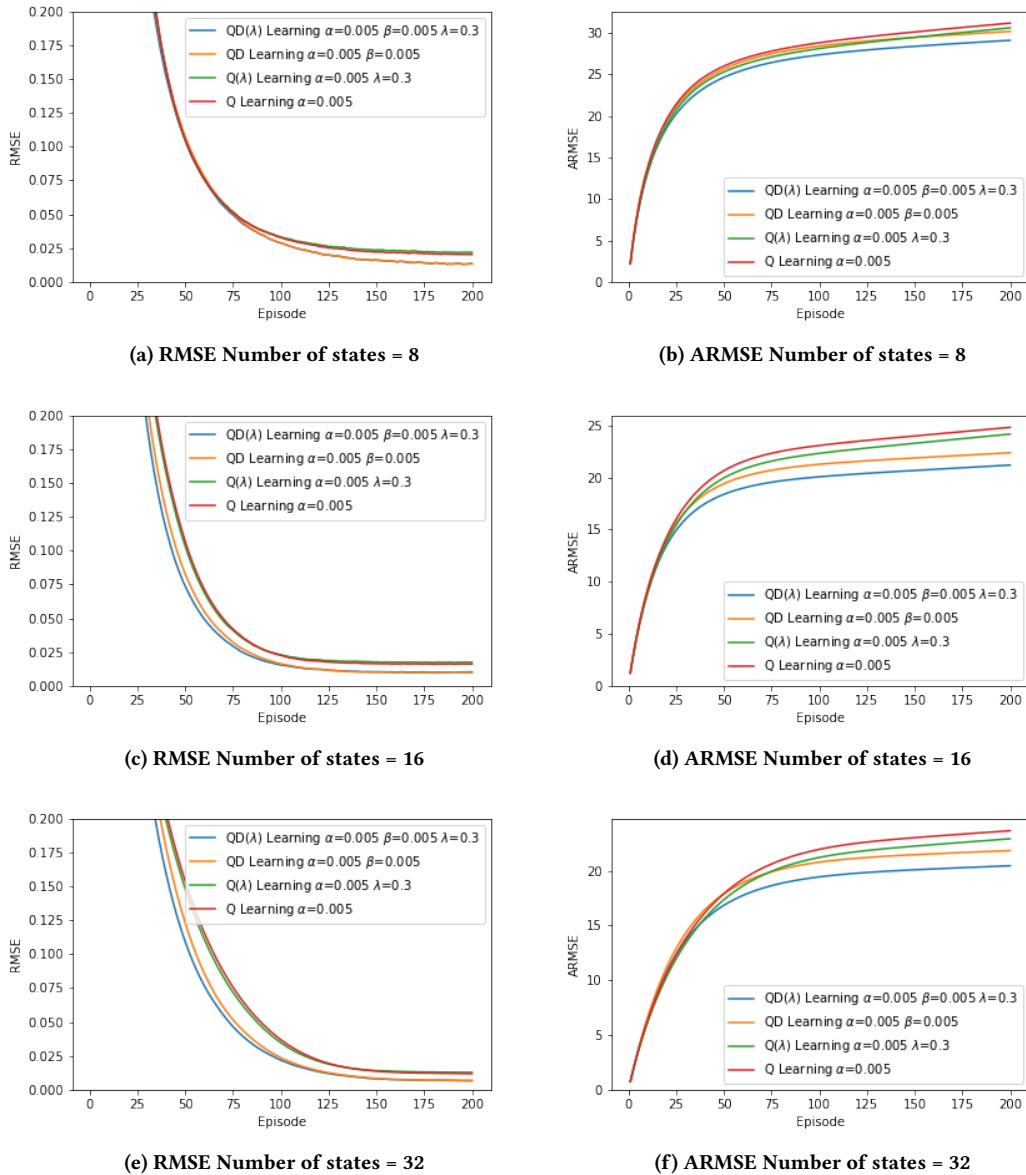 0.200
0.175
0.150
0.125
0.100
0.075
0.050
0.025
0.000
RMSE
0 25 50 75 100 125 150 175 200
Episode
QD(λ) Learning α=0.005 β=0.005 λ=0.3
QD Learning α=0.005 β=0.005
Q(λ) Learning α=0.005 λ=0.3
Q Learning α=0.005
(a) RMSE Number of states = 8
30
25
20
15
10
5
0
ARMSE
0 25 50 75 100 125 150 175 200
Episode
QD(λ) Learning α=0.005 β=0.005 λ=0.3
QD Learning α=0.005 β=0.005
Q(λ) Learning α=0.005 λ=0.3
Q Learning α=0.005
(b) ARMSE Number of states = 8
0.200
0.175
0.150
0.125
0.100
0.075
0.050
0.025
0.000
RMSE
0 25 50 75 100 125 150 175 200
Episode
QD(λ) Learning α=0.005 β=0.005 λ=0.3
QD Learning α=0.005 β=0.005
Q(λ) Learning α=0.005 λ=0.3
Q Learning α=0.005
(c) RMSE Number of states = 16
25
20
15
10
5
0
ARMSE
0 25 50 75 100 125 150 175 200
Episode
QD(λ) Learning α=0.005 β=0.005 λ=0.3
QD Learning α=0.005 β=0.005
Q(λ) Learning α=0.005 λ=0.3
Q Learning α=0.005
(d) ARMSE Number of states = 16
0.200
0.175
0.150
0.125
0.100
0.075
0.050
0.025
0.000
RMSE
0 25 50 75 100 125 150 175 200
Episode
QD(λ) Learning α=0.005 β=0.005 λ=0.3
QD Learning α=0.005 β=0.005
Q(λ) Learning α=0.005 λ=0.3
Q Learning α=0.005
(e) RMSE Number of states = 32
20
15
10
5
0
ARMSE
0 25 50 75 100 125 150 175 200
Episode
QD(λ) Learning α=0.005 β=0.005 λ=0.3
QD Learning α=0.005 β=0.005
Q(λ) Learning α=0.005 λ=0.3
Q Learning α=0.005
(f) ARMSE Number of states = 32